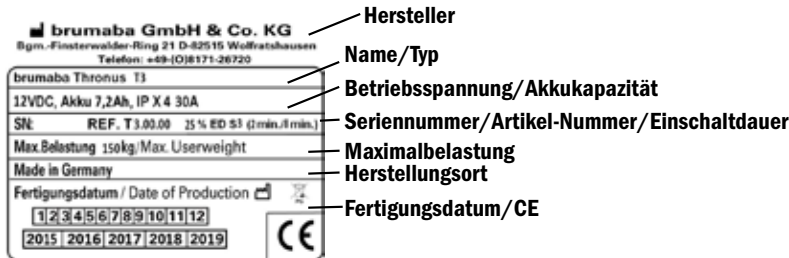 brumaba GmbH & Co. KG
Bgm.-Finsterwalder-Ring 21 D-82515 Wolfratshausen
Telefon: +49-(O)8171-26720
brumaba Thronus T3
12VDC, Akku 7,2Ah, IP X 4 30A
SN: REF. T 3.00.00 25 % ED S3 (2min./8min.)
Max.Belastung 150kg/Max. Userweight
Made in Germany
Fertigungsdatum / Date of Production
1 2 3 4 5 6 7 8 9 10 11 12
2015 2016 2017 2018 2019
CE
Hersteller
Name/Typ
Betriebsspannung/Akkukapazität
Seriennummer/Artikel-Nummer/Einschaltdauer
Maximalbelastung
Herstellungsort
Fertigungsdatum/CE